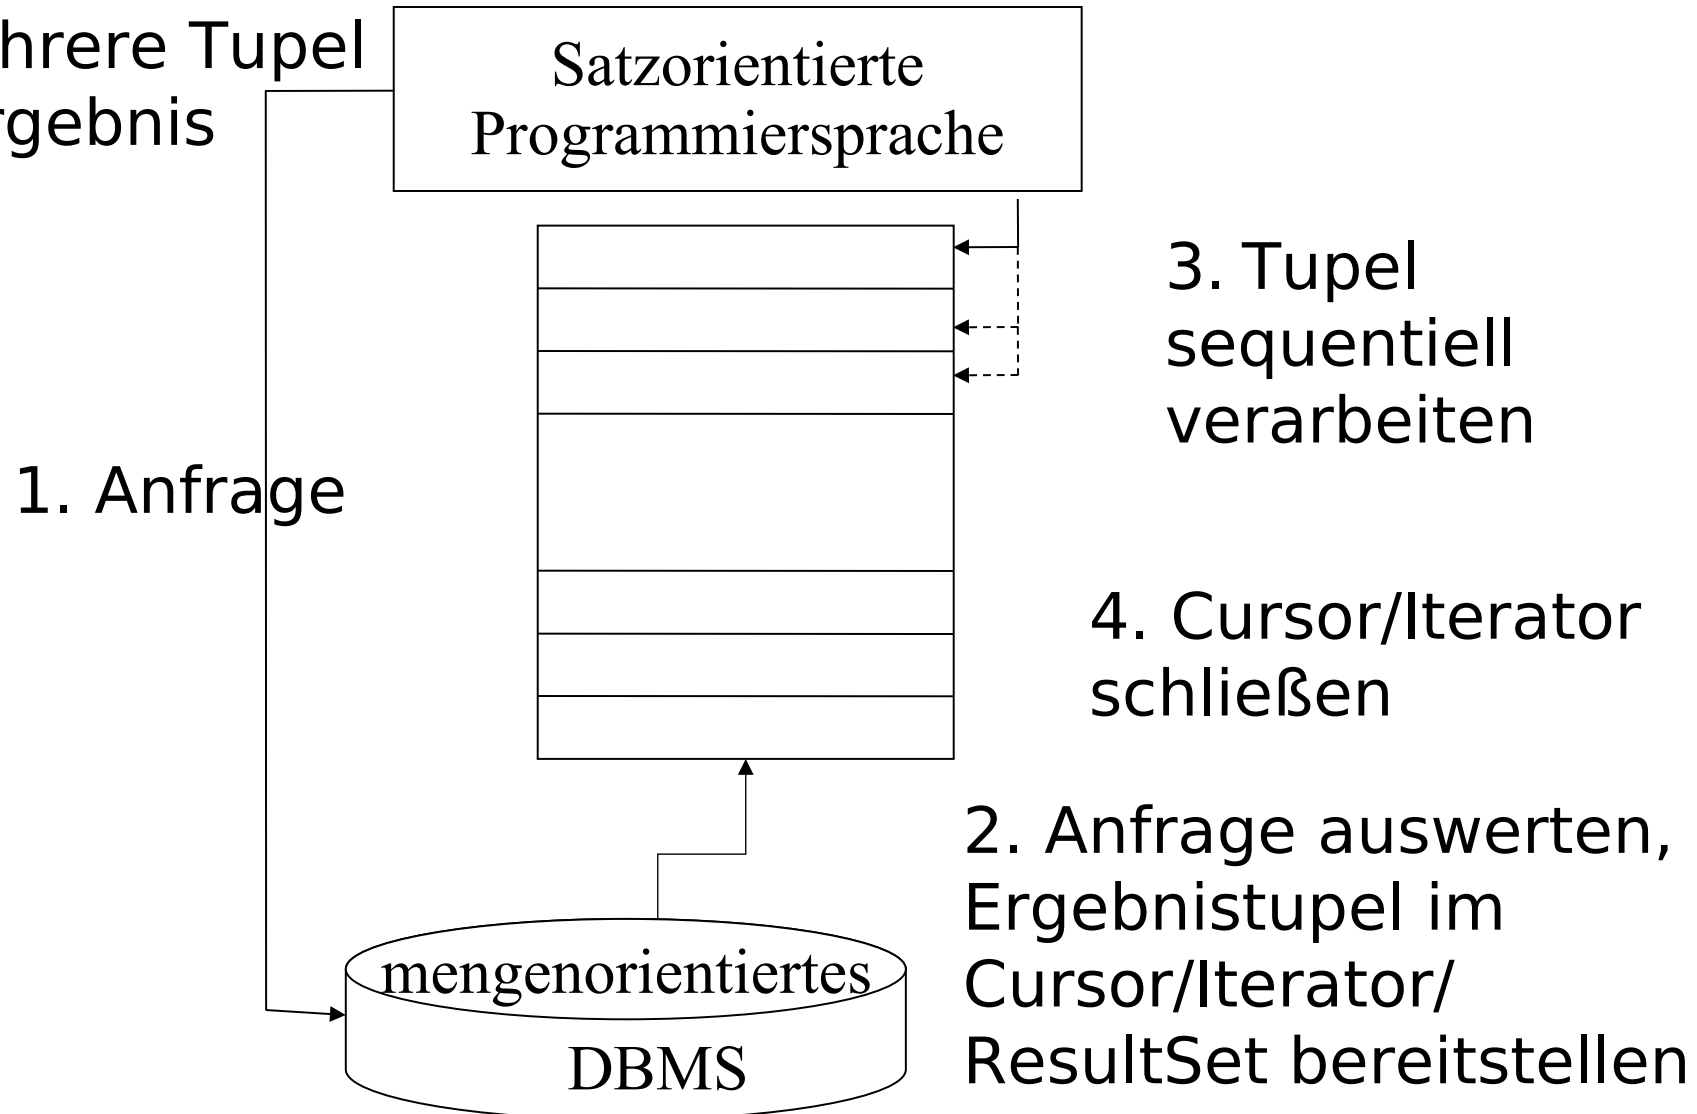 hrere Tupel
rgebnis
Satzorientierte
Programmiersprache
3. Tupel
sequentiell
verarbeiten
1. Anfrage
4. Cursor/Iterator
schließen
2. Anfrage auswerten,
Ergebnistupel im
Cursor/Iterator/
ResultSet bereitstellen
mengenorientiertes
DBMS